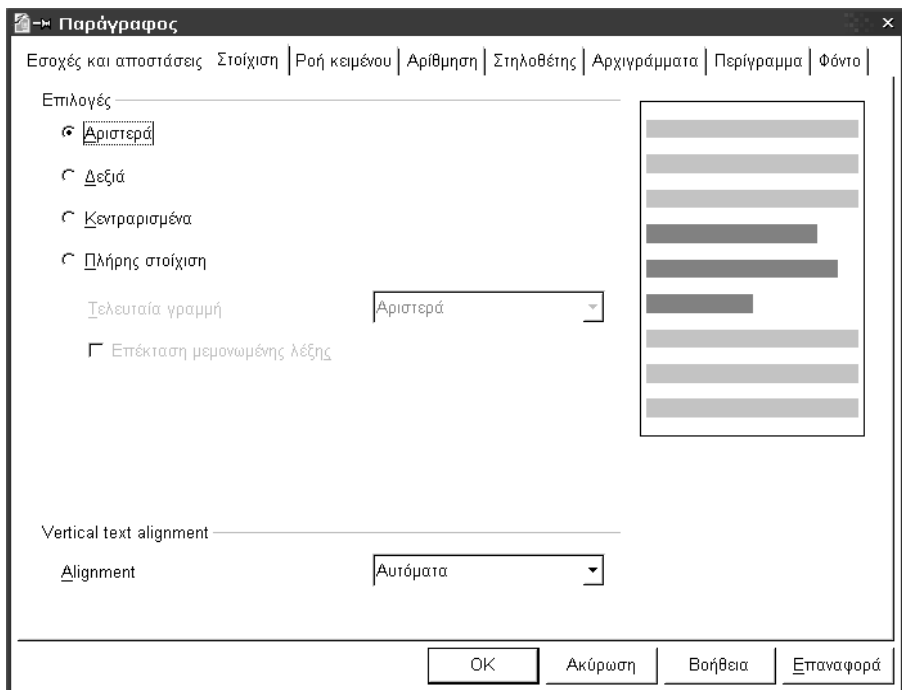 Παράγραφος
Εσοχές και αποστάσεις Στοίχιση Ροή κειμένου Αρίθμηση Στηλοθέτης Αρχιγράμματα Περίγραμμα Φόντο
Επιλογές
Αριστερά
Δεξιά
Κεντραρισμένα
Πλήρης στοίχιση
Τελευταία γραμμή Αριστερά
Επέκταση μεμονωμένης λέξης
Vertical text alignment
Alignment Αυτόματα
OK Ακύρωση Βοήθεια Επαναφορά